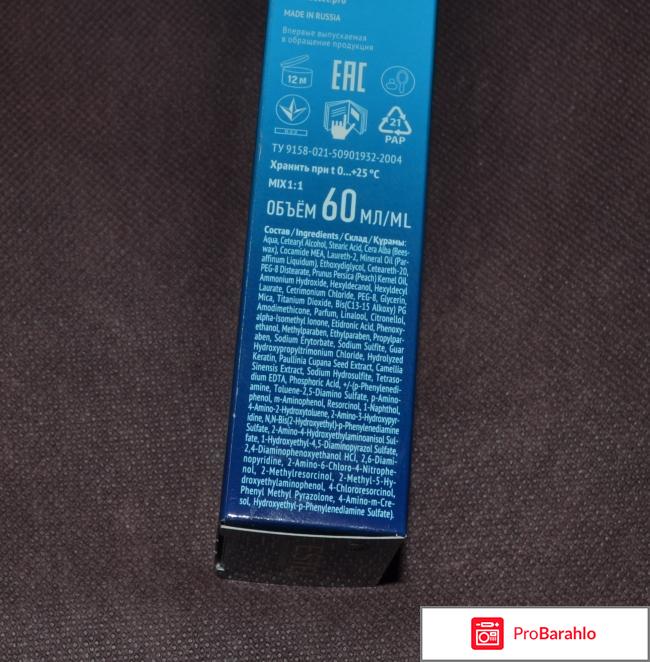 MADE IN RUSSIA
Впервые выпускаемая
в обращение продукция
12 м
EAC
21
PAP
ТУ 9158-021-50901932-2004
Хранить при t 0...+25 °C
MIX1:1
ОБЪЁМ 60 МЛ/ML
Состав / Ingredients / Склад / Құрамы:
Aqua, Cetearyl Alcohol, Stearic Acid, Cera Alba (Bees-
wax), Cocamide MEA, Laureth-2, Mineral Oil (Par-
affinum Liquidum), Ethoxydiglycol, Ceteareth-20,
PEG-8 Distearate, Prunus Persica (Peach) Kernel Oil,
Ammonium Hydroxide, Hexyldecanol, Hexyldecyl
Laurate, Cetrimonium Chloride, PEG-8, Glycerin,
Mica, Titanium Dioxide, Bis(C13-15 Alkoxy) PG
Amodimethicone, Parfum, Linalool, Citronellol,
alpha-Isomethyl Ionone, Etidronic Acid, Phenoxy-
ethanol, Methylparaben, Ethylparaben, Propylpar-
aben, Sodium Erytorbate, Sodium Sulfite, Guar
Hydroxypropyltrimonium Chloride, Hydrolyzed
Keratin, Paullinia Cupana Seed Extract, Camellia
Sinensis Extract, Sodium Hydrosulfite, Tetraso-
dium EDTA, Phosphoric Acid, +/-(p-Phenylenedi-
amine, Toluene-2,5-Diamino Sulfate, p-Amino-
phenol, m-Aminophenol, Resorcinol, 1-Naphthol,
4-Amino-2-Hydroxytoluene, 2-Amino-3-Hydroxypyr-
idine, N,N-Bis(2-Hydroxyethyl)-p-Phenylenediamine
Sulfate, 2-Amino-4-Hydroxyethylaminoanisol Sul-
fate, 1-Hydroxyethyl-4,5-Diaminopyrazol Sulfate,
2,4-Diaminophenoxyethanol HCl, 2,6-Diami-
nopyridine, 2-Amino-6-Chloro-4-Nitrophe-
nol, 2-Methylresorcinol, 2-Methyl-5-Hy-
droxyethylaminophenol, 4-Chlororesorcinol,
Phenyl Methyl Pyrazolone, 4-Amino-m-Cre-
sol, Hydroxyethyl-p-Phenylenediamine Sulfate).
ProBarahlo